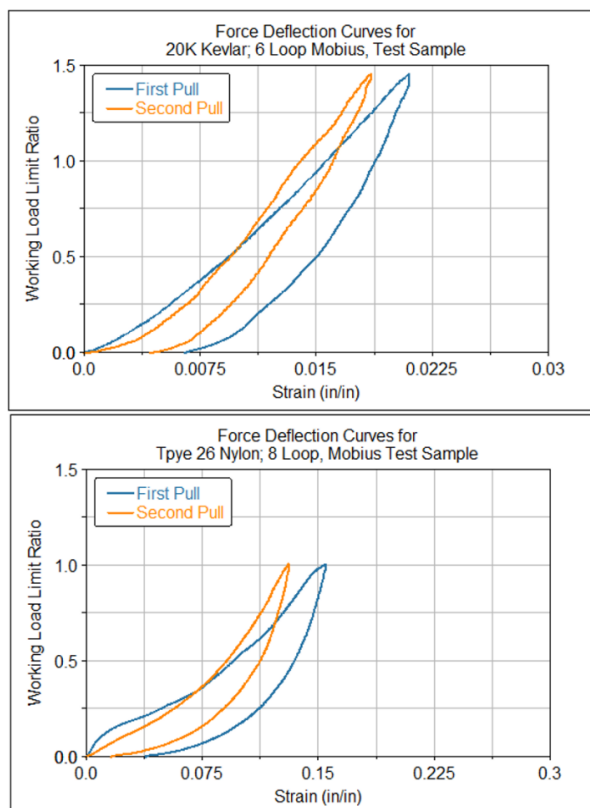 Force Deflection Curves for
20K Kevlar; 6 Loop Mobius, Test Sample
1.5
First Pull
Second Pull
1.0
Working Load Limit Ratio
0.5
0.0
0.0 0.0075 0.015 0.0225 0.03
Strain (in/in)
Force Deflection Curves for
Tpye 26 Nylon; 8 Loop, Mobius Test Sample
1.5
First Pull
Second Pull
1.0
Working Load Limit Ratio
0.5
0.0
0.0 0.075 0.15 0.225 0.3
Strain (in/in)